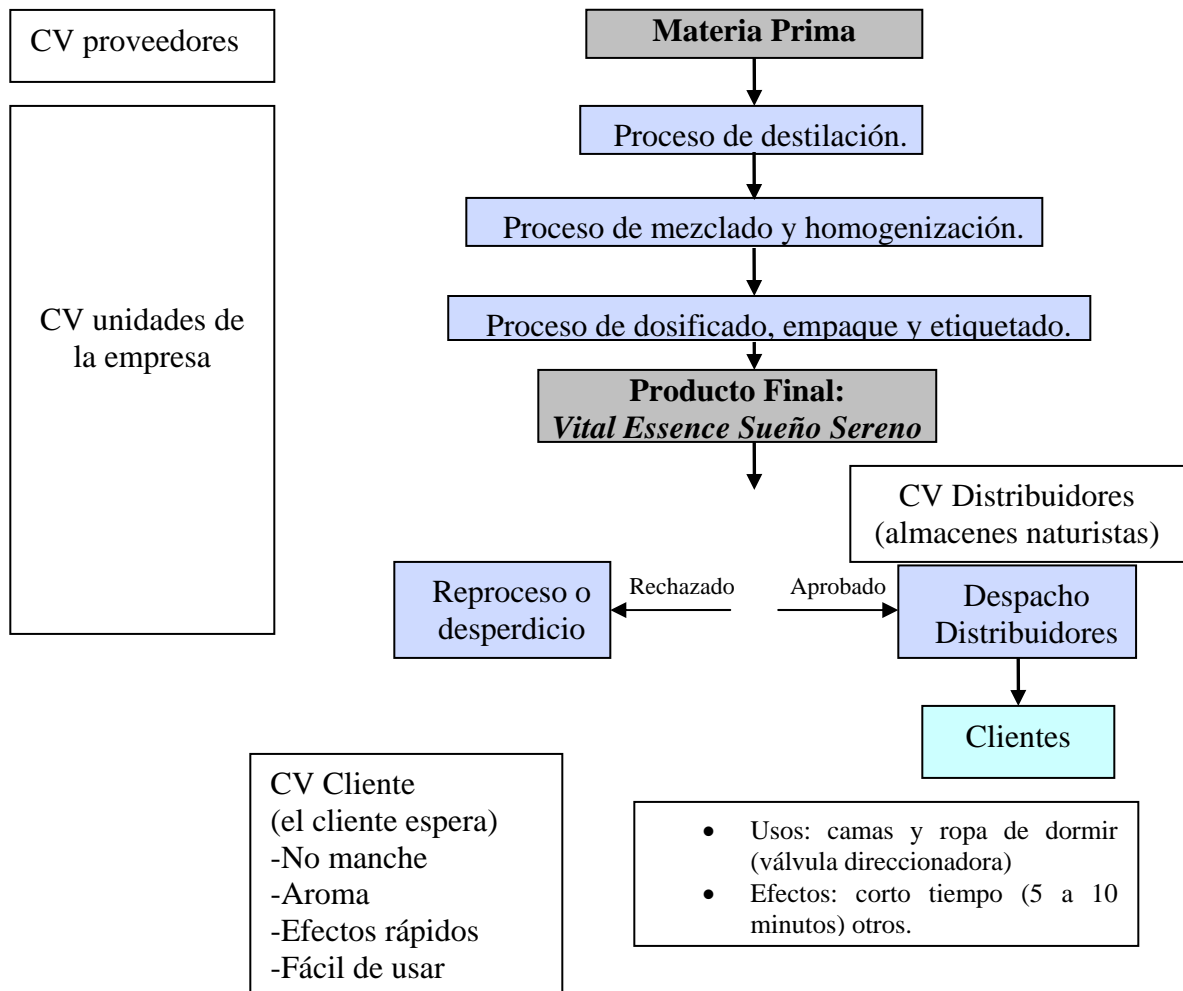 CV proveedores
Materia Prima
Proceso de destilación.
Proceso de mezclado y homogenización.
CV unidades de
la empresa
Proceso de dosificado, empaque y etiquetado.
Producto Final:
Vital Essence Sueño Sereno
CV Distribuidores
(almacenes naturistas)
Reproceso o
desperdicio
Rechazado
Aprobado
Despacho
Distribuidores
Clientes
CV Cliente
(el cliente espera)
-No manche
-Aroma
-Efectos rápidos
-Fácil de usar
• Usos: camas y ropa de dormir
(válvula direccionadora)
• Efectos: corto tiempo (5 a 10
minutos) otros.